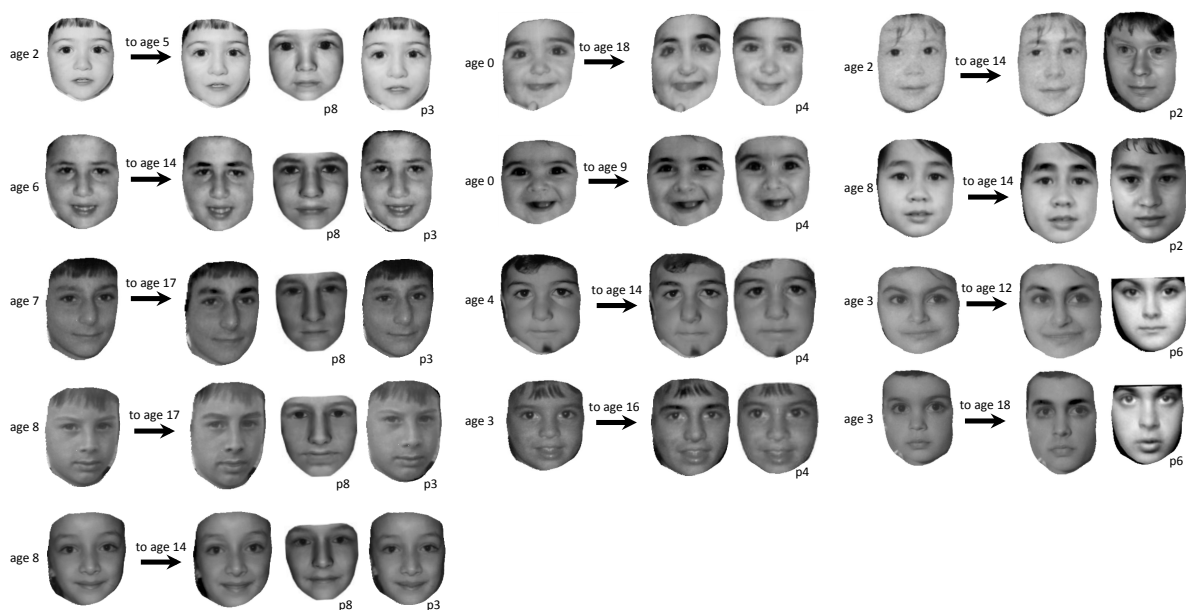 age 2
to age 5
p8
p3
age 6
to age 14
p8
p3
age 7
to age 17
p8
p3
age 8
to age 17
p8
p3
age 8
to age 14
p8
p3
age 0
to age 18
p4
age 0
to age 9
p4
age 4
to age 14
p4
age 3
to age 16
p4
age 2
to age 14
p2
age 8
to age 14
p2
age 3
to age 12
p6
age 3
to age 18
p6